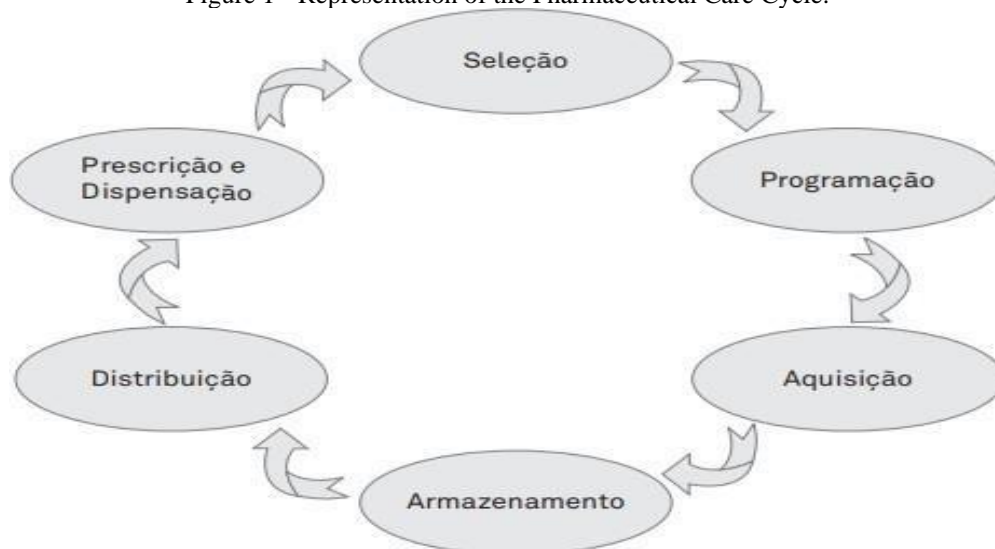 Figure 1 - Representation of the Pharmaceutical Care Cycle.
Seleção
Programação
Aquisição
Armazenamento
Distribuição
Prescrição e
Dispensação